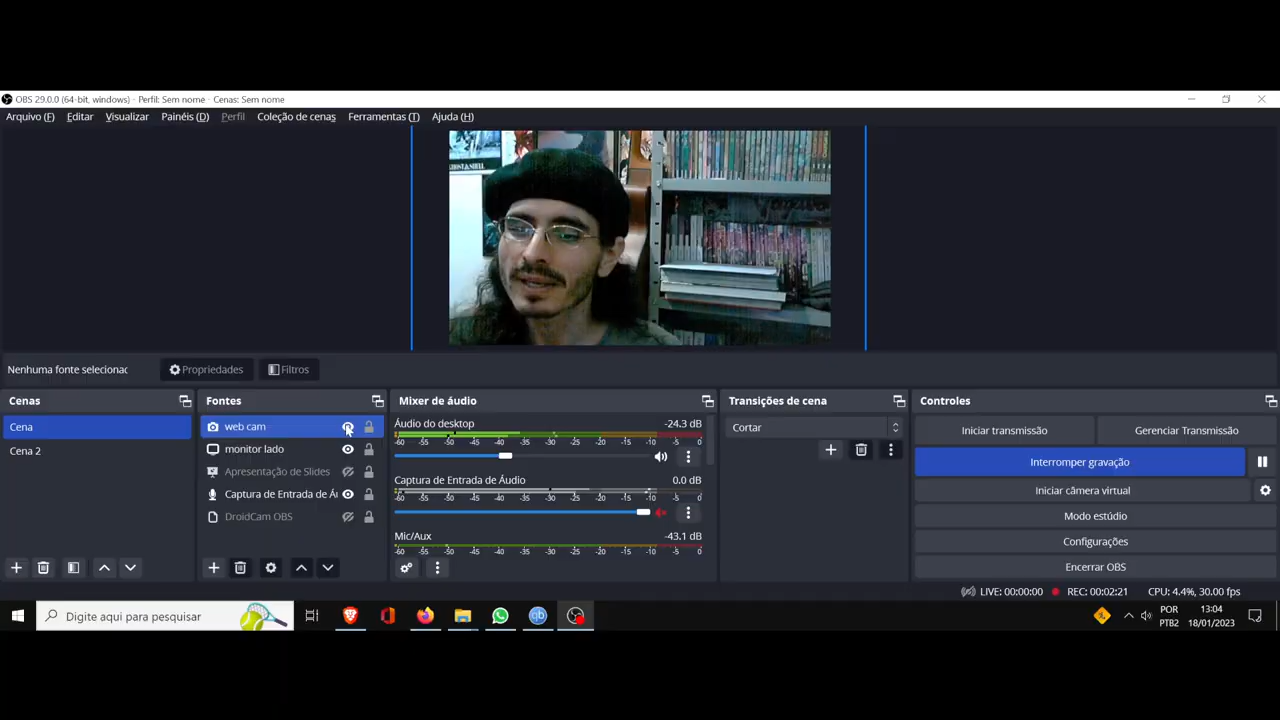 OBS 29.0.0 (64-bit, windows) - Perfil: Sem nome - Cenas: Sem nome
Arquivo (F) Editar Visualizar Painéis (D) Perfil Coleção de cenas Ferramentas (T) Ajuda (H)
Nenhuma fonte selecionac Propriedades Filtros
Cenas
Cena
Cena 2
Fontes
web cam
monitor lado
Apresentação de Slides
Captura de Entrada de Áu
DroidCam OBS
Mixer de áudio
Áudio do desktop -24.3 dB
-60 -55 -50 -45 -40 -35 -30 -25 -20 -15 -10 -5 0
Captura de Entrada de Áudio 0.0 dB
-60 -55 -50 -45 -40 -35 -30 -25 -20 -15 -10 -5 0
Mic/Aux -43.1 dB
-60 -55 -50 -45 -40 -35 -30 -25 -20 -15 -10 -5 0
Transições de cena
Cortar
Controles
Iniciar transmissão Gerenciar Transmissão
Interromper gravação
Iniciar câmera virtual
Modo estúdio
Configurações
Encerrar OBS
LIVE: 00:00:00 REC: 00:02:21 CPU: 4.4%, 30.00 fps
Digite aqui para pesquisar
POR
PTB2
13:04
18/01/2023